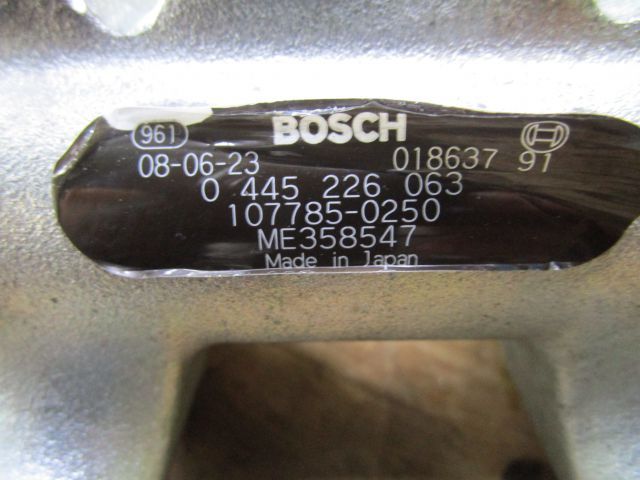 961 BOSCH
08-06-23 018637 91
0 445 226 063
107785-0250
ME358547
Made in Japan